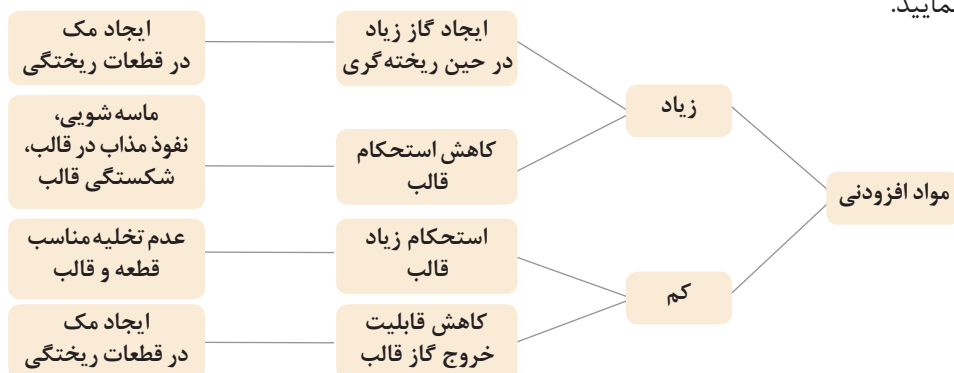 نمایید.
مواد افزودنی
زیاد
ایجاد گاز زیاد
در حین ریخته‌گری
ایجاد مک
در قطعات ریختگی
کاهش استحکام
قالب
ماسه‌شویی،
نفوذ مذاب در قالب،
شکستگی قالب
کم
استحکام زیاد
قالب
عدم تخلیه مناسب
قطعه و قالب
کاهش قابلیت
خروج گاز قالب
ایجاد مک
در قطعات ریختگی